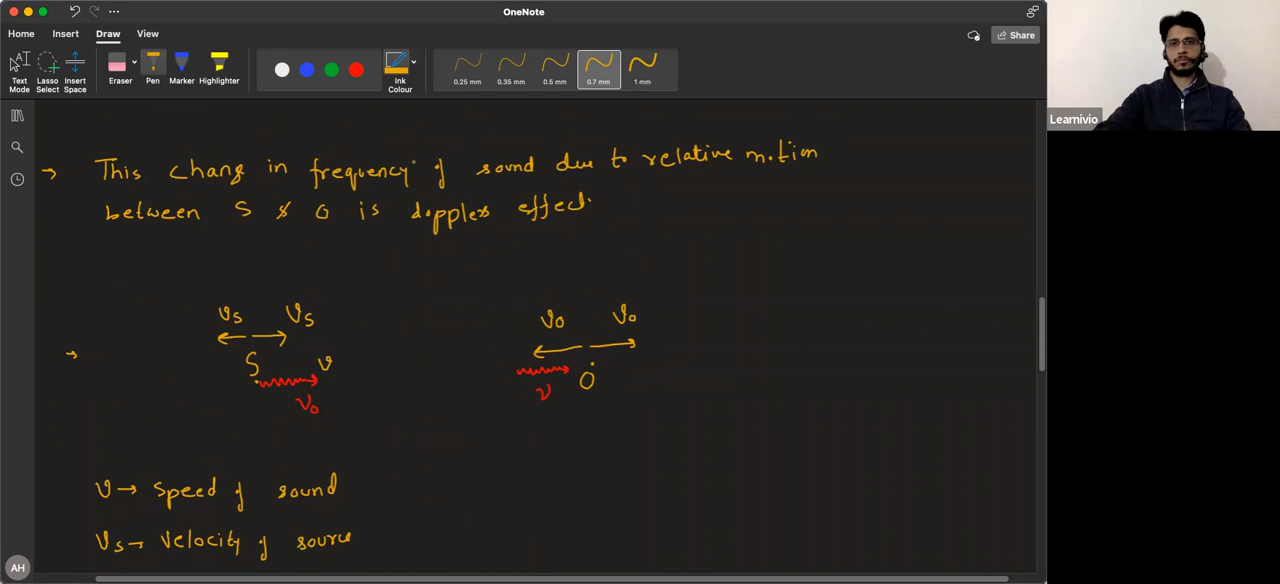 OneNote
Home Insert Draw View
Share
Text Mode
Lasso Select
Insert Space
Eraser
Pen
Marker
Highlighter
Ink Colour
0.25 mm
0.35 mm
0.5 mm
0.7 mm
1 mm
Learnivio
→ This change in frequency of sound due to relative motion
between S & O is doppler effect.
Vs Vs
Vo Vo
→ S v
ν₀
ν O
v → Speed of sound
Vs → Velocity of source
AH